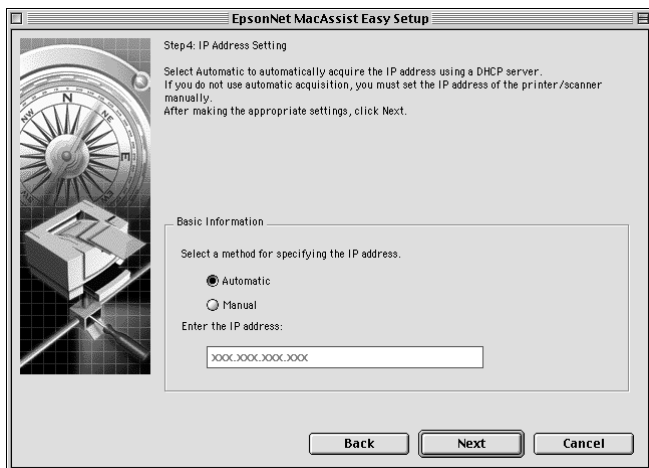 EpsonNet MacAssist Easy Setup
Step4: IP Address Setting
Select Automatic to automatically acquire the IP address using a DHCP server.
If you do not use automatic acquisition, you must set the IP address of the printer/scanner
manually.
After making the appropriate settings, click Next.
N
NW
NE
W
E
Basic Information
Select a method for specifying the IP address.
Automatic
Manual
Enter the IP address:
xxx.xxx.xxx.xxx
Back
Next
Cancel